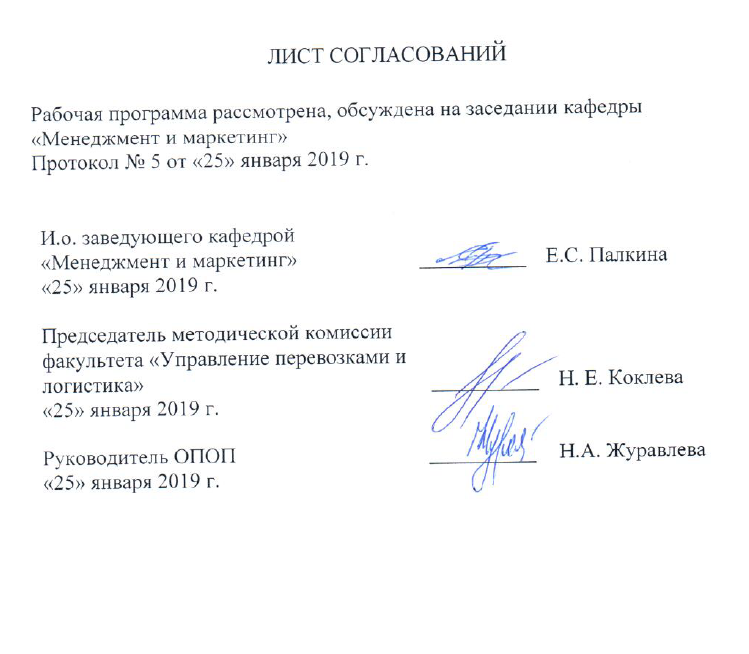 ЛИСТ СОГЛАСОВАНИЙ
Рабочая программа рассмотрена, обсуждена на заседании кафедры
«Менеджмент и маркетинг»
Протокол № 5 от «25» января 2019 г.
И.о. заведующего кафедрой
«Менеджмент и маркетинг» Е.С. Палкина
«25» января 2019 г.
Председатель методической комиссии
факультета «Управление перевозками и
логистика» Н. Е. Коклева
«25» января 2019 г.
Руководитель ОПОП Н.А. Журавлева
«25» января 2019 г.